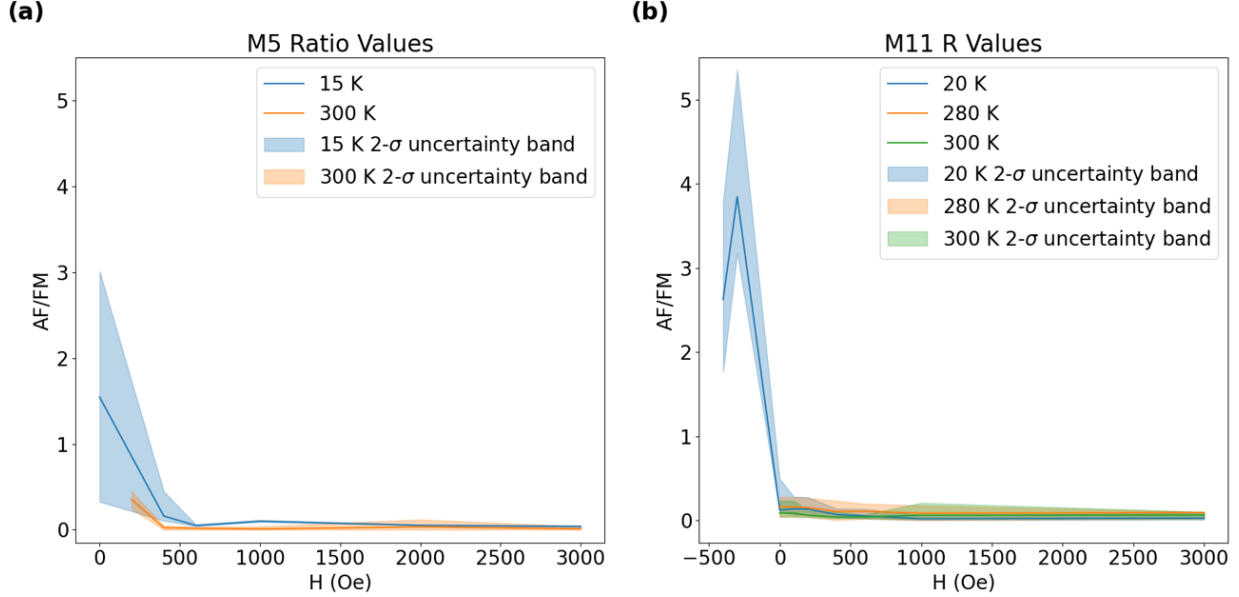 (a)
M5 Ratio Values
15 K
300 K
15 K 2-σ uncertainty band
300 K 2-σ uncertainty band
AF/FM
5
4
3
2
1
0
0 500 1000 1500 2000 2500 3000
H (Oe)
(b)
M11 R Values
20 K
280 K
300 K
20 K 2-σ uncertainty band
280 K 2-σ uncertainty band
300 K 2-σ uncertainty band
AF/FM
5
4
3
2
1
0
−500 0 500 1000 1500 2000 2500 3000
H (Oe)